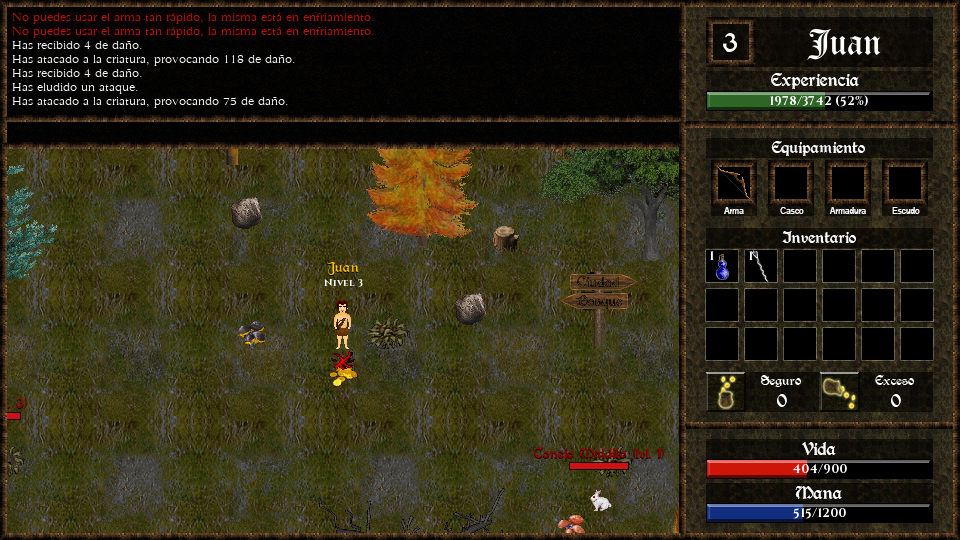 No puedes usar el arma tan rápido, la misma está en enfriamiento.
No puedes usar el arma tan rápido, la misma está en enfriamiento.
Has recibido 4 de daño.
Has atacado a la criatura, provocando 118 de daño.
Has recibido 4 de daño.
Has eludido un ataque.
Has atacado a la criatura, provocando 75 de daño.
3
Juan
Experiencia
1978/3742 (52%)
Equipamiento
Arma
Casco
Armadura
Escudo
Inventario
1
Juan
Nivel 3
Ciudad
Bosque
Seguro
0
Exceso
0
Conejo Maldito
Vida
404/900
Mana
515/1200